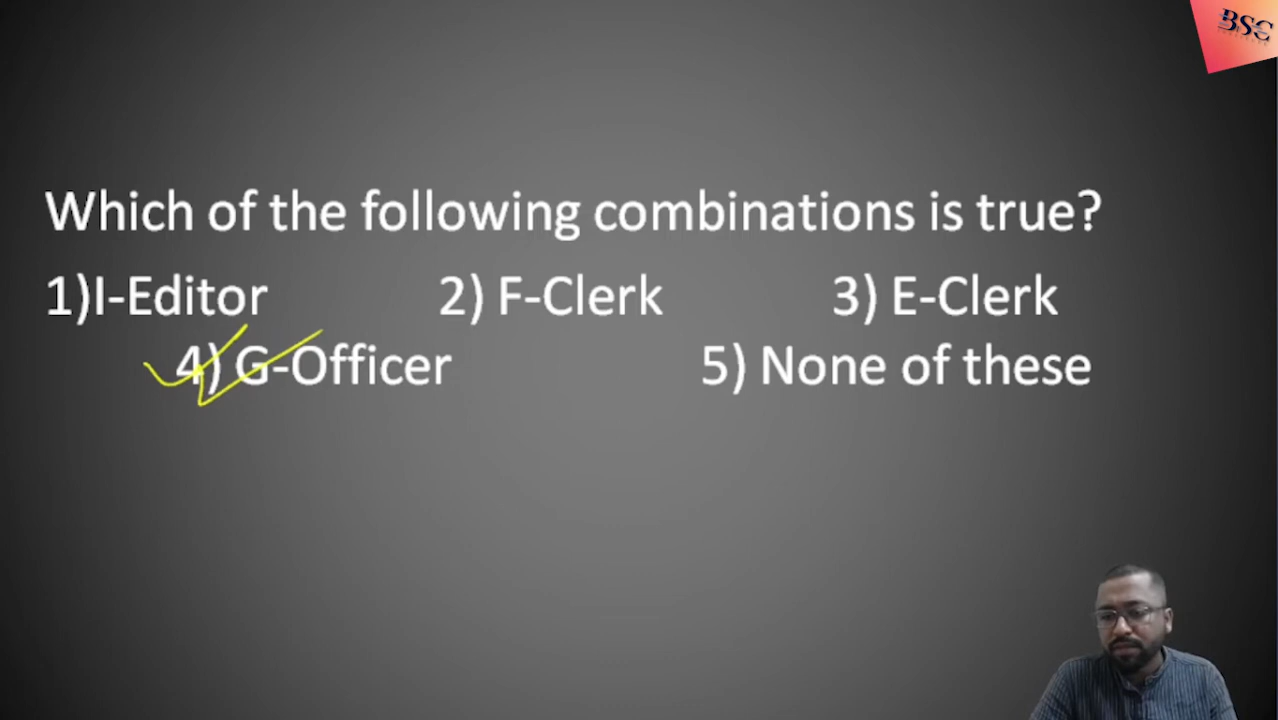 BSC
Which of the following combinations is true?
1)I-Editor 2) F-Clerk 3) E-Clerk
4) G-Officer 5) None of these